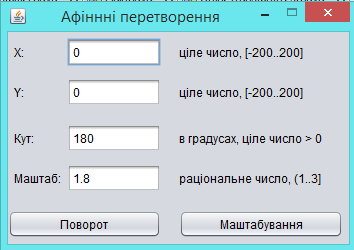 Афіннні перетворення
X: 0 ціле число, [-200..200]
Y: 0 ціле число, [-200..200]
Кут: 180 в градусах, ціле число > 0
Маштаб: 1.8 раціональне число, (1..3]
Поворот Маштабування